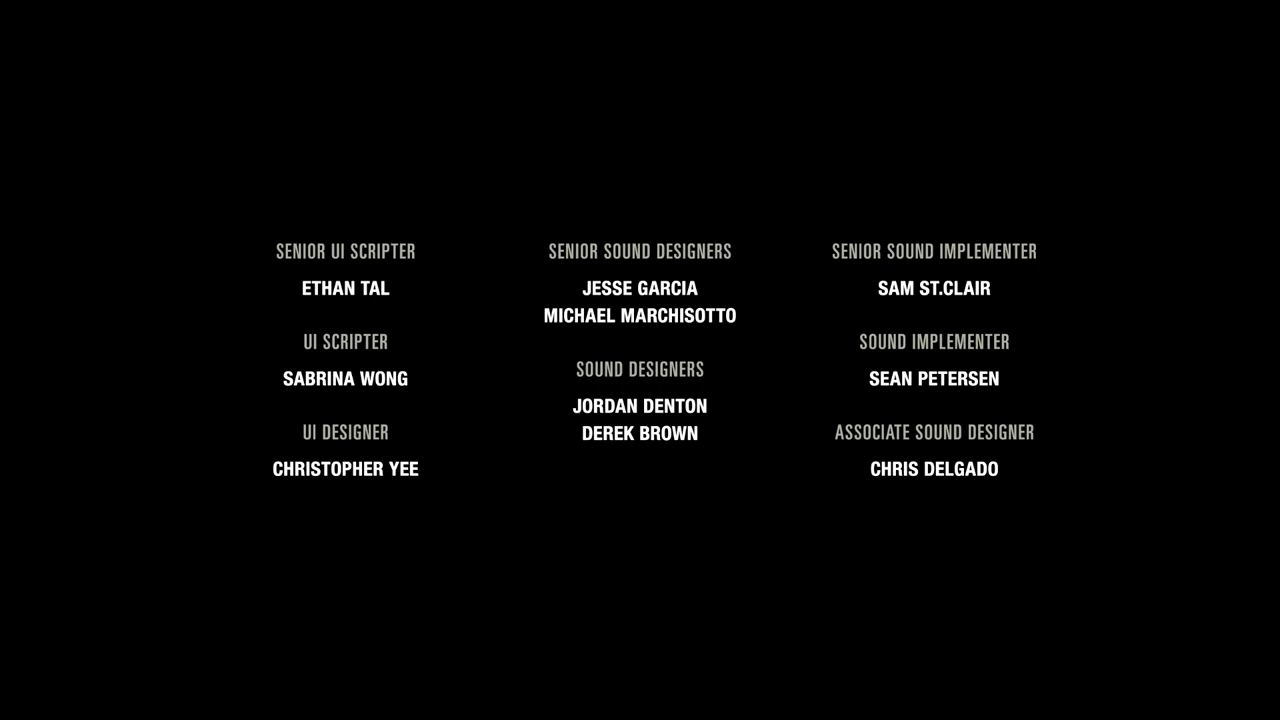 SENIOR UI SCRIPTER
ETHAN TAL
UI SCRIPTER
SABRINA WONG
UI DESIGNER
CHRISTOPHER YEE
SENIOR SOUND DESIGNERS
JESSE GARCIA
MICHAEL MARCHISOTTO
SOUND DESIGNERS
JORDAN DENTON
DEREK BROWN
SENIOR SOUND IMPLEMENTER
SAM ST.CLAIR
SOUND IMPLEMENTER
SEAN PETERSEN
ASSOCIATE SOUND DESIGNER
CHRIS DELGADO